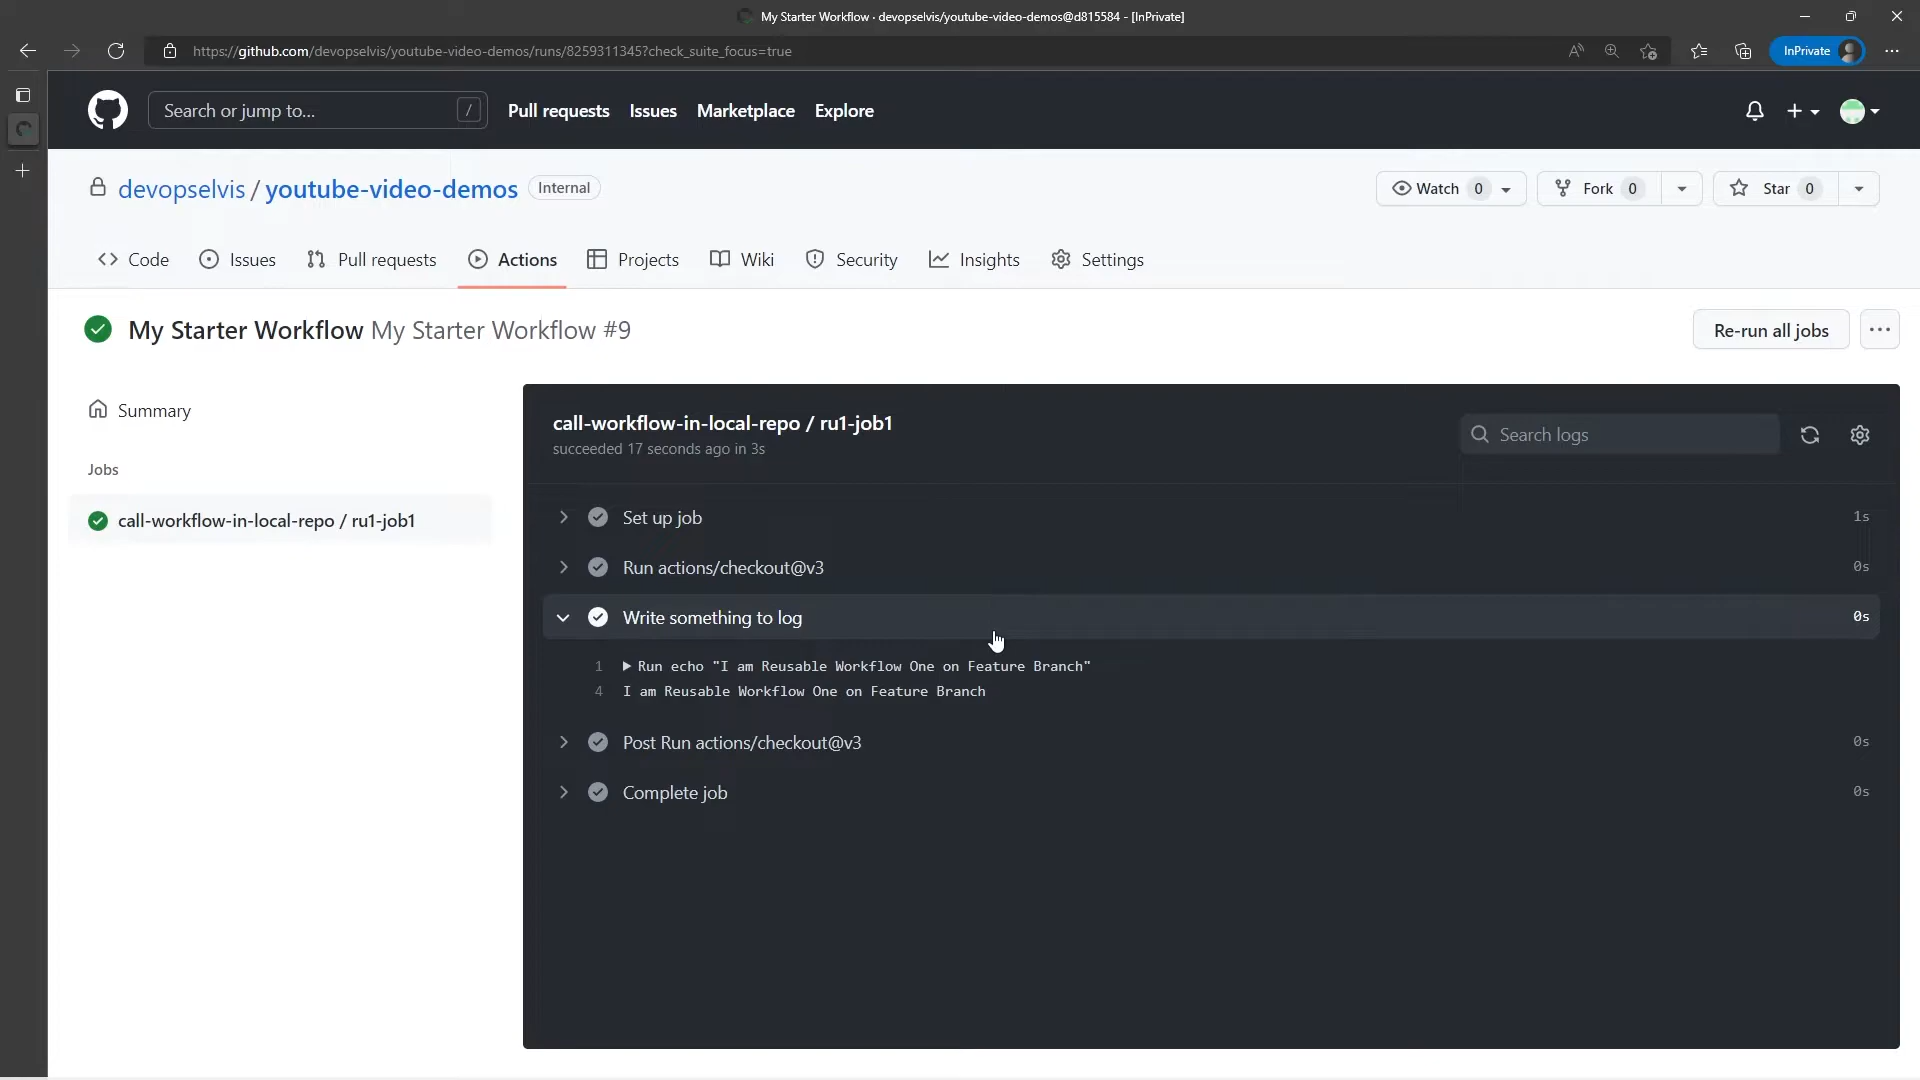 My Starter Workflow · devopselvis/youtube-video-demos@d815584 - [InPrivate]
https://github.com/devopselvis/youtube-video-demos/runs/8259311345?check_suite_focus=true
InPrivate
Search or jump to...
/
Pull requests
Issues
Marketplace
Explore
devopselvis / youtube-video-demos
Internal
Watch 0
Fork 0
Star 0
Code
Issues
Pull requests
Actions
Projects
Wiki
Security
Insights
Settings
My Starter Workflow My Starter Workflow #9
Re-run all jobs
Summary
Jobs
call-workflow-in-local-repo / ru1-job1
call-workflow-in-local-repo / ru1-job1
succeeded 17 seconds ago in 3s
Search logs
Set up job 1s
Run actions/checkout@v3 0s
Write something to log 0s
1 Run echo "I am Reusable Workflow One on Feature Branch"
4 I am Reusable Workflow One on Feature Branch
Post Run actions/checkout@v3 0s
Complete job 0s